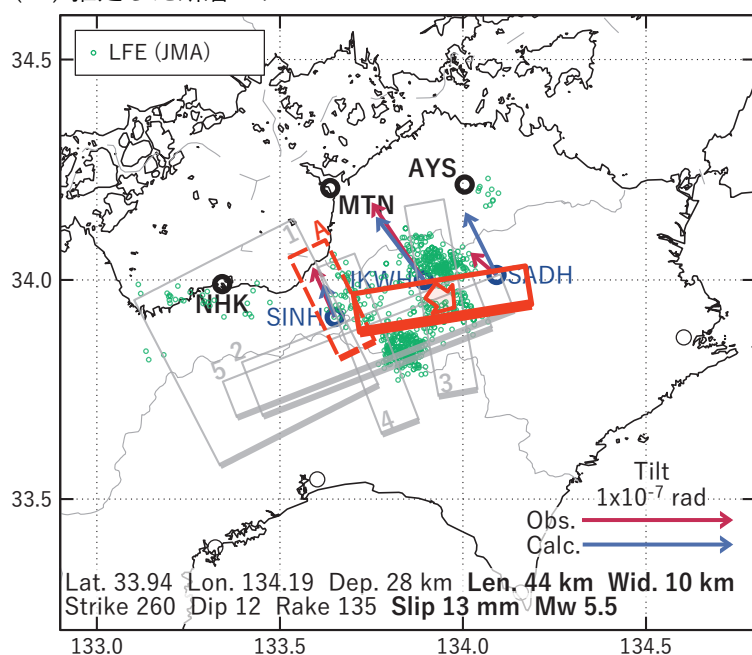 34.5
LFE (JMA)
AYS
MTN
1
A
34.0
IKWH
SADH
NHK
SINH
2
5
3
4
33.5
Tilt
1x10⁻⁷ rad
Obs.
Calc.
Lat. 33.94 Lon. 134.19 Dep. 28 km Len. 44 km Wid. 10 km
Strike 260 Dip 12 Rake 135 Slip 13 mm Mw 5.5
133.0 133.5 134.0 134.5